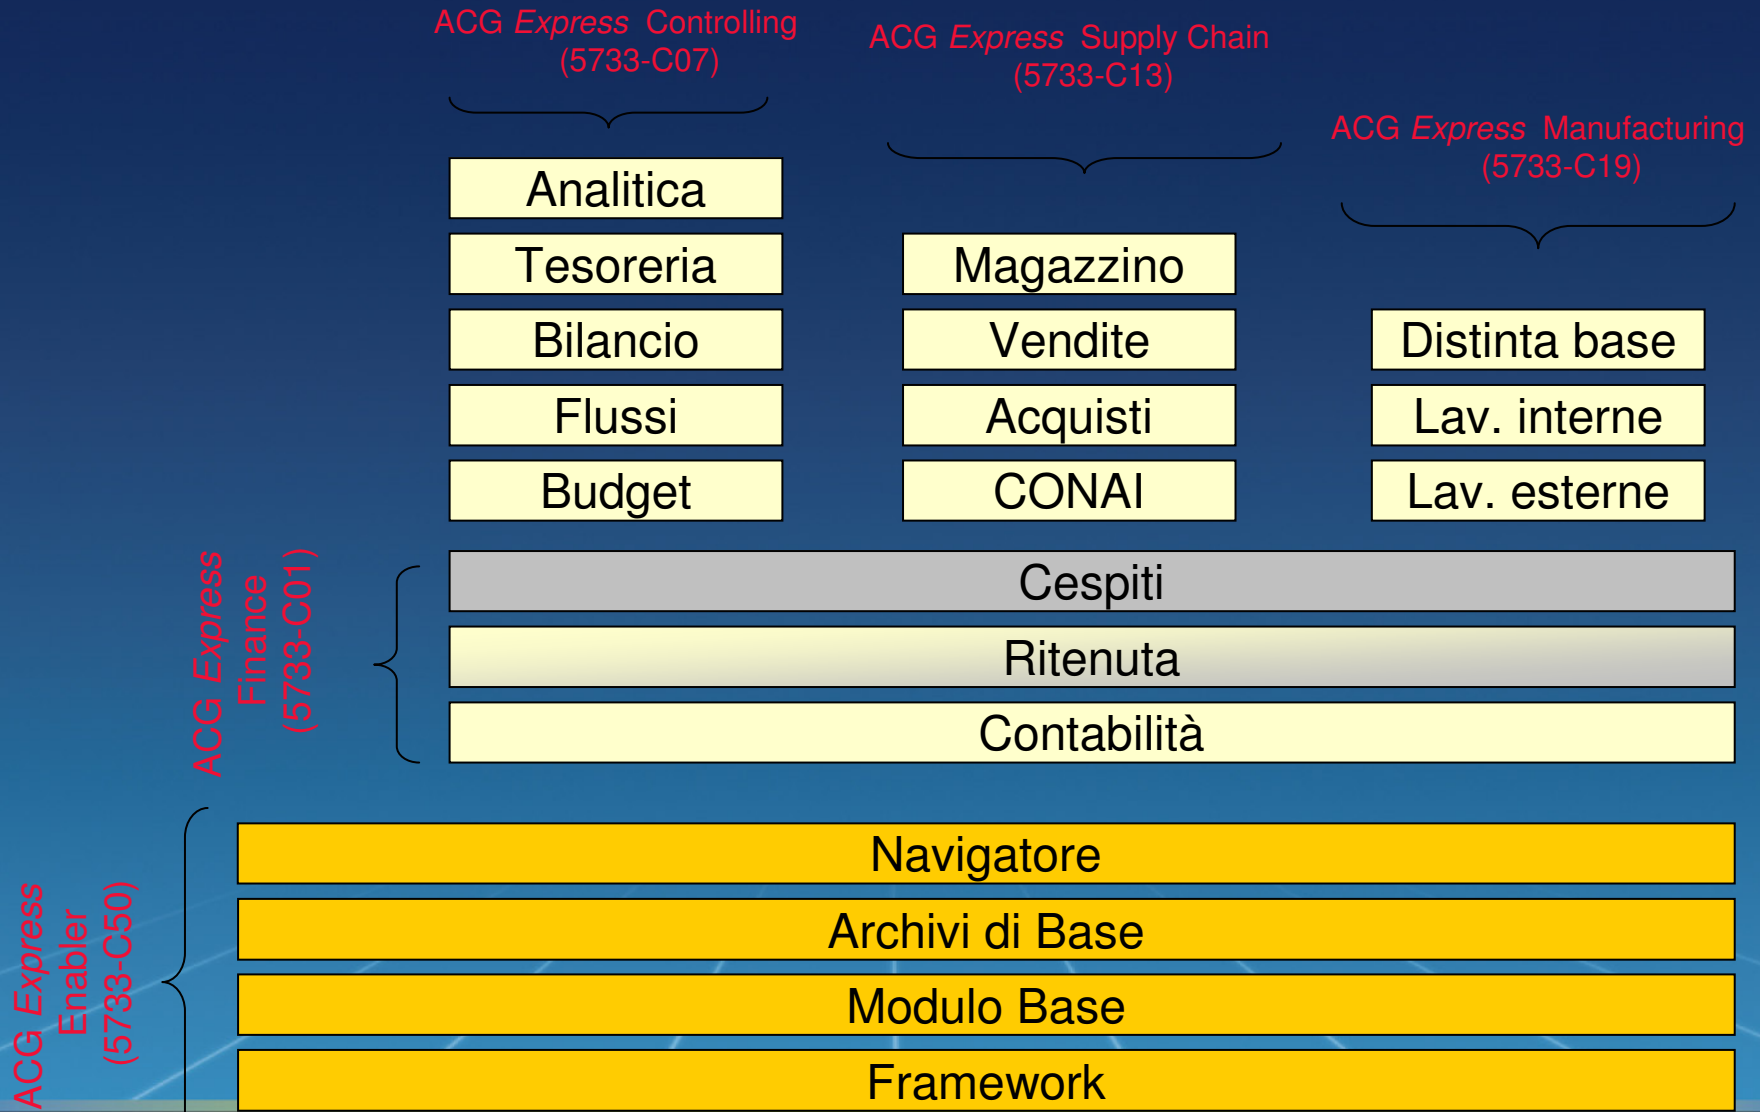 ACG Express Controlling
(5733-C07)
ACG Express Supply Chain
(5733-C13)
ACG Express Manufacturing
(5733-C19)
Analitica
Tesoreria
Bilancio
Flussi
Budget
Magazzino
Vendite
Acquisti
CONAI
Distinta base
Lav. interne
Lav. esterne
ACG Express
Finance
(5733-C01)
Cespiti
Ritenuta
Contabilità
ACG Express
Enabler
(5733-C50)
Navigatore
Archivi di Base
Modulo Base
Framework